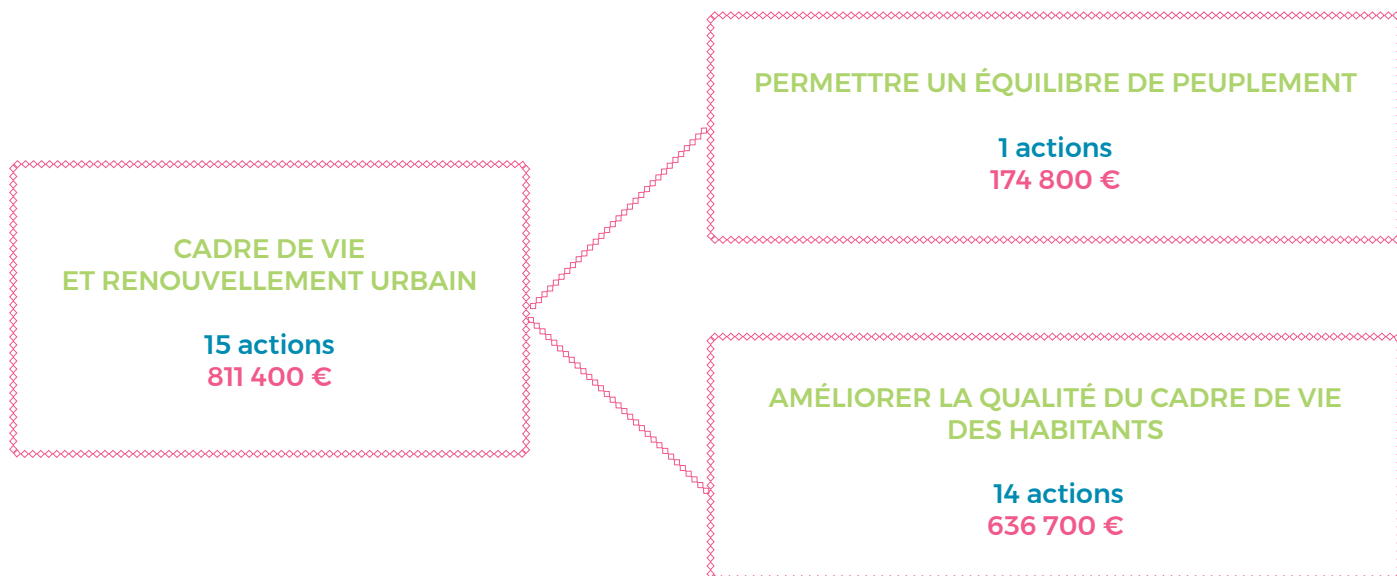 CADRE DE VIE
ET RENOUVELLEMENT URBAIN
15 actions
811 400 €
PERMETTRE UN ÉQUILIBRE DE PEUPLEMENT
1 actions
174 800 €
AMÉLIORER LA QUALITÉ DU CADRE DE VIE
DES HABITANTS
14 actions
636 700 €